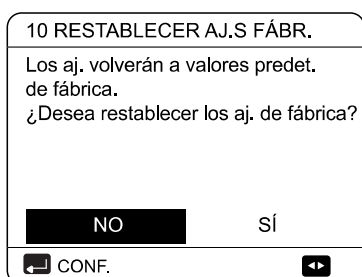 10 RESTABLECER AJ.S FÁBR.
Los aj. volverán a valores predet.
de fábrica.
¿Desea restablecer los aj. de fábrica?
NO SÍ
CONF.